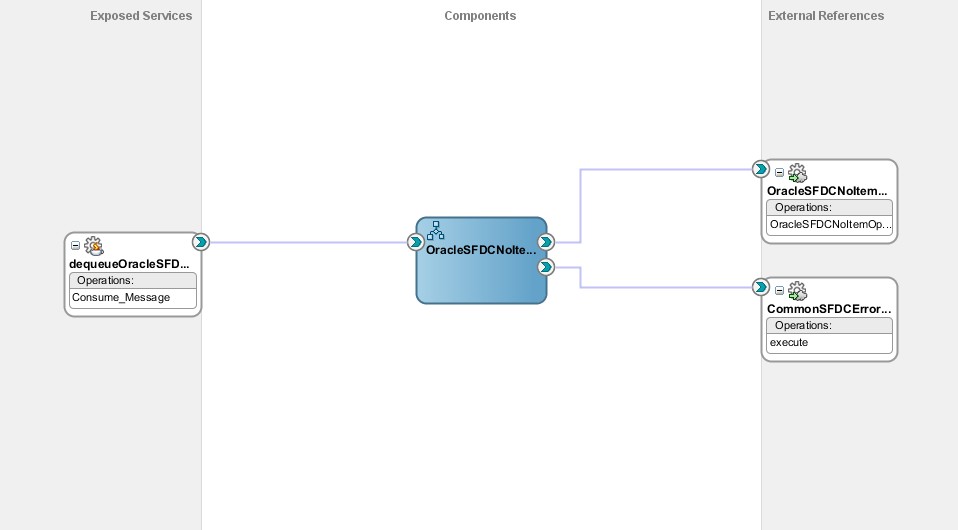 Exposed Services
Components
External References
dequeueOracleSFD...
Operations:
Consume_Message
OracleSFDCNoIte...
OracleSFDCNoItem...
Operations:
OracleSFDCNoItemOp...
CommonSFDCError...
Operations:
execute